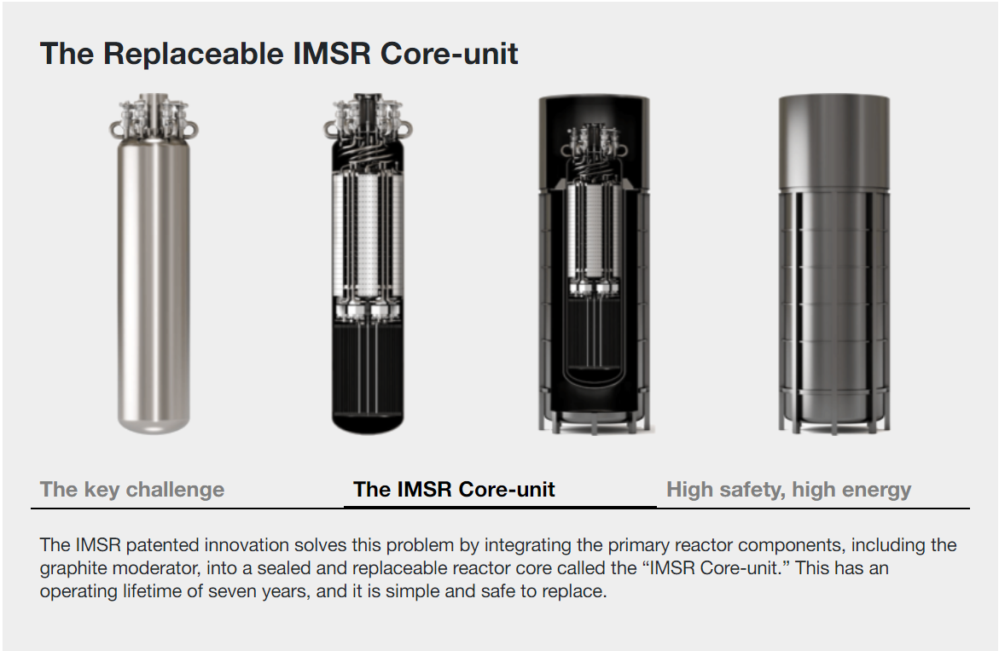 The Replaceable IMSR Core-unit
The key challenge
The IMSR Core-unit
High safety, high energy
The IMSR patented innovation solves this problem by integrating the primary reactor components, including the
graphite moderator, into a sealed and replaceable reactor core called the “IMSR Core-unit.” This has an
operating lifetime of seven years, and it is simple and safe to replace.